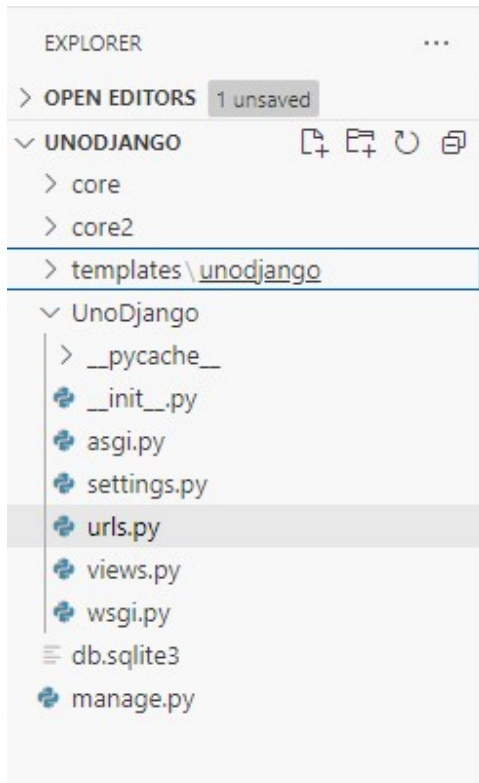 EXPLORER ...
OPEN EDITORS 1 unsaved
UNODJANGO
core
core2
templates\unodjango
UnoDjango
__pycache__
__init__.py
asgi.py
settings.py
urls.py
views.py
wsgi.py
db.sqlite3
manage.py